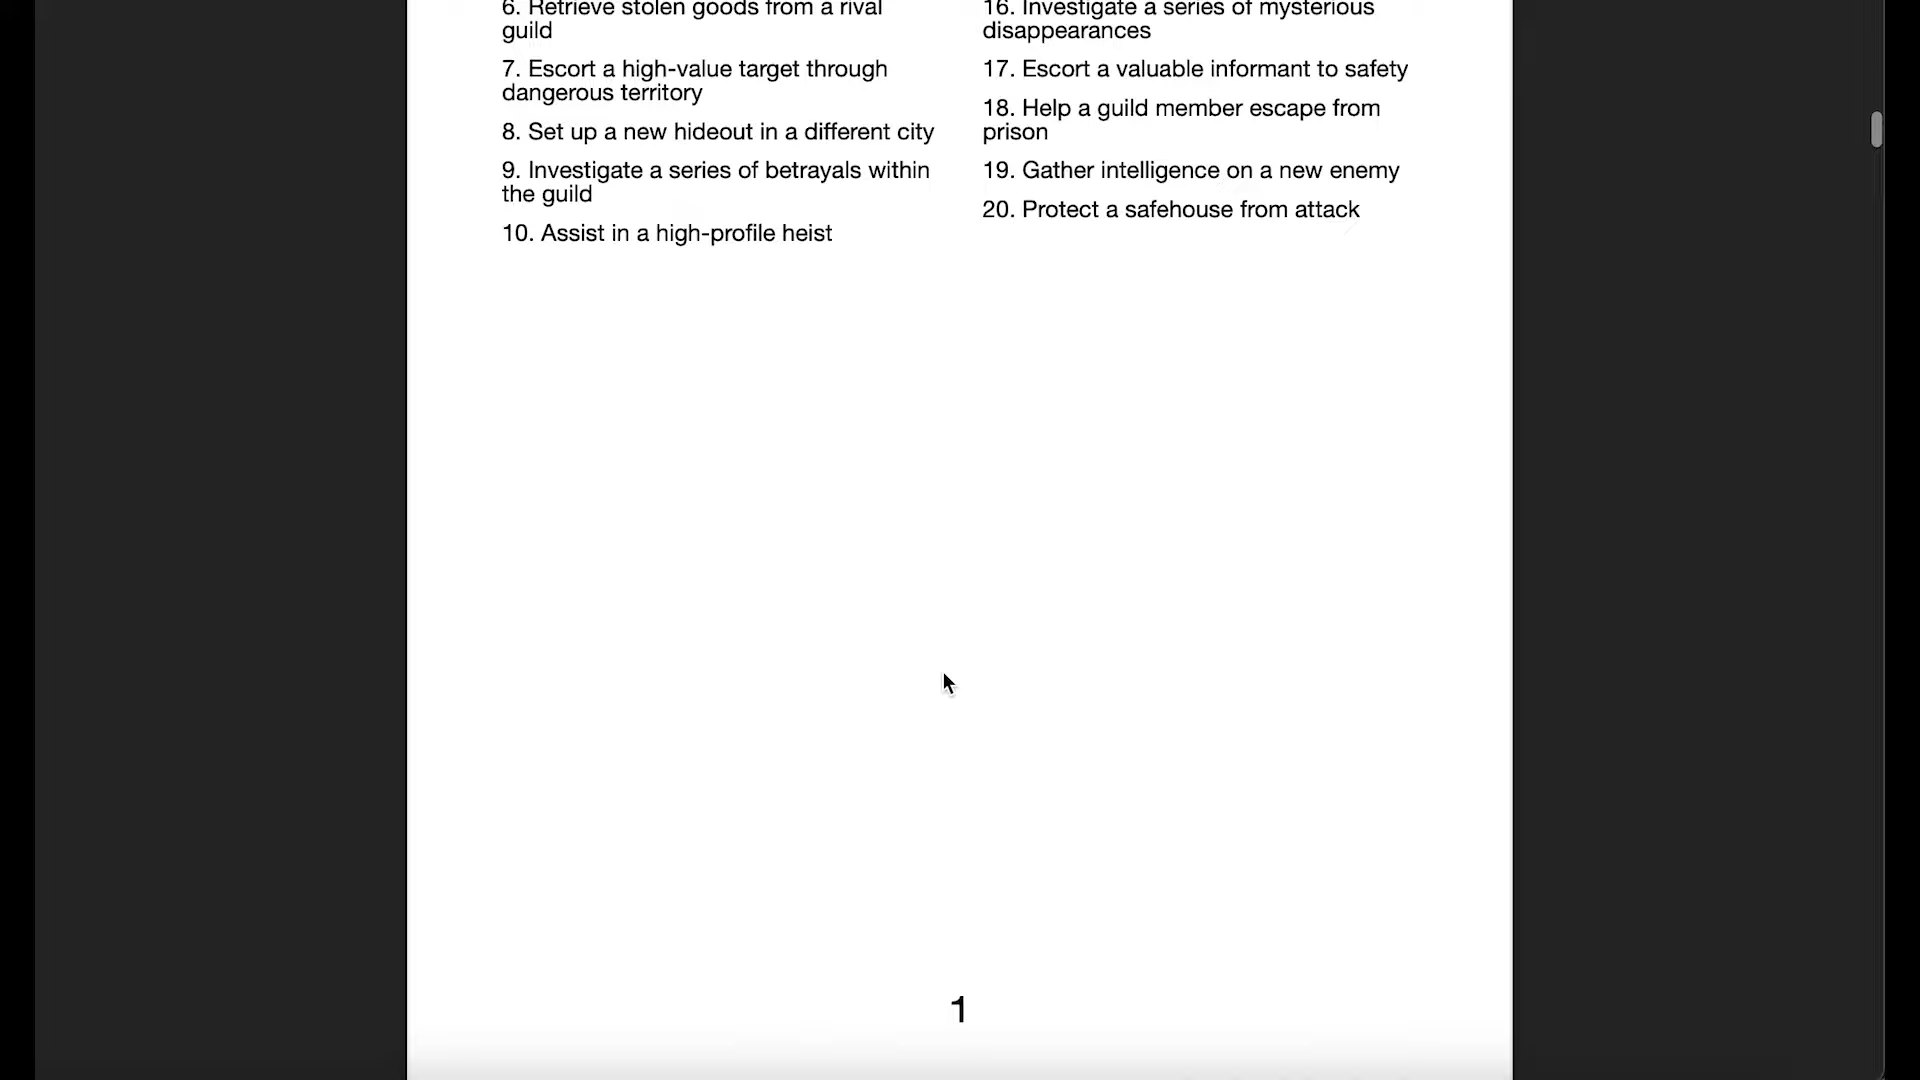 6. Retrieve stolen goods from a rival
guild
7. Escort a high-value target through
dangerous territory
8. Set up a new hideout in a different city
9. Investigate a series of betrayals within
the guild
10. Assist in a high-profile heist
16. Investigate a series of mysterious
disappearances
17. Escort a valuable informant to safety
18. Help a guild member escape from
prison
19. Gather intelligence on a new enemy
20. Protect a safehouse from attack
1